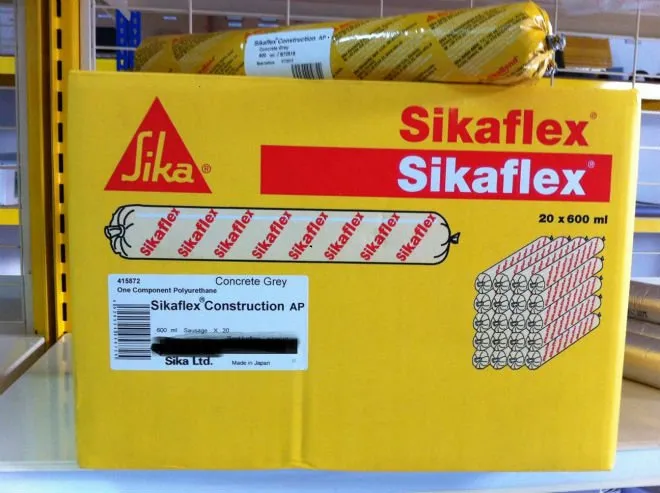 Sikaflex Construction AP
Concrete Grey
Sika®
Sikaflex®
Sikaflex®
20 x 600 ml
Sikaflex Sikaflex Sikaflex Sikaflex Sikaflex Sikaflex Sikaflex
415872
Concrete Grey
One Component Polyurethane
Sikaflex® Construction AP
600 ml Sausage X 20
Sika Ltd.
Made in Japan